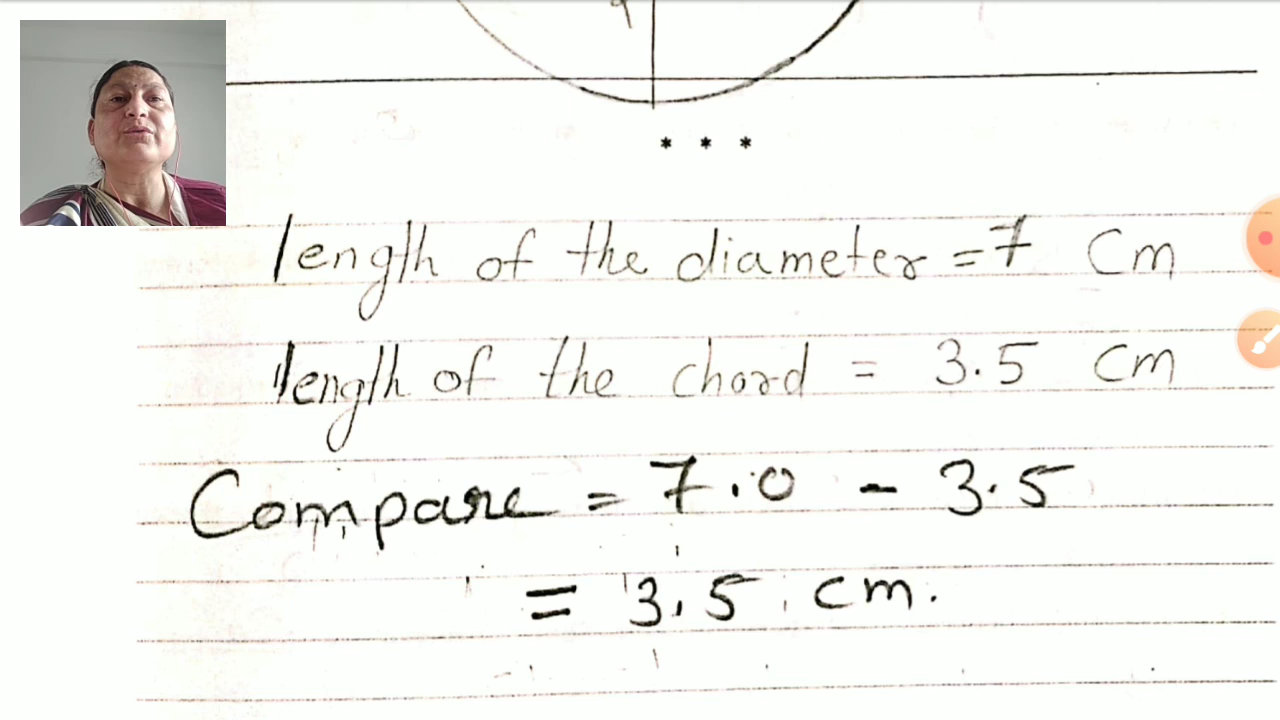 * * *
length of the diameter = 7 Cm
length of the chord = 3.5 Cm
Compare = 7.0 - 3.5
= 3.5 cm.